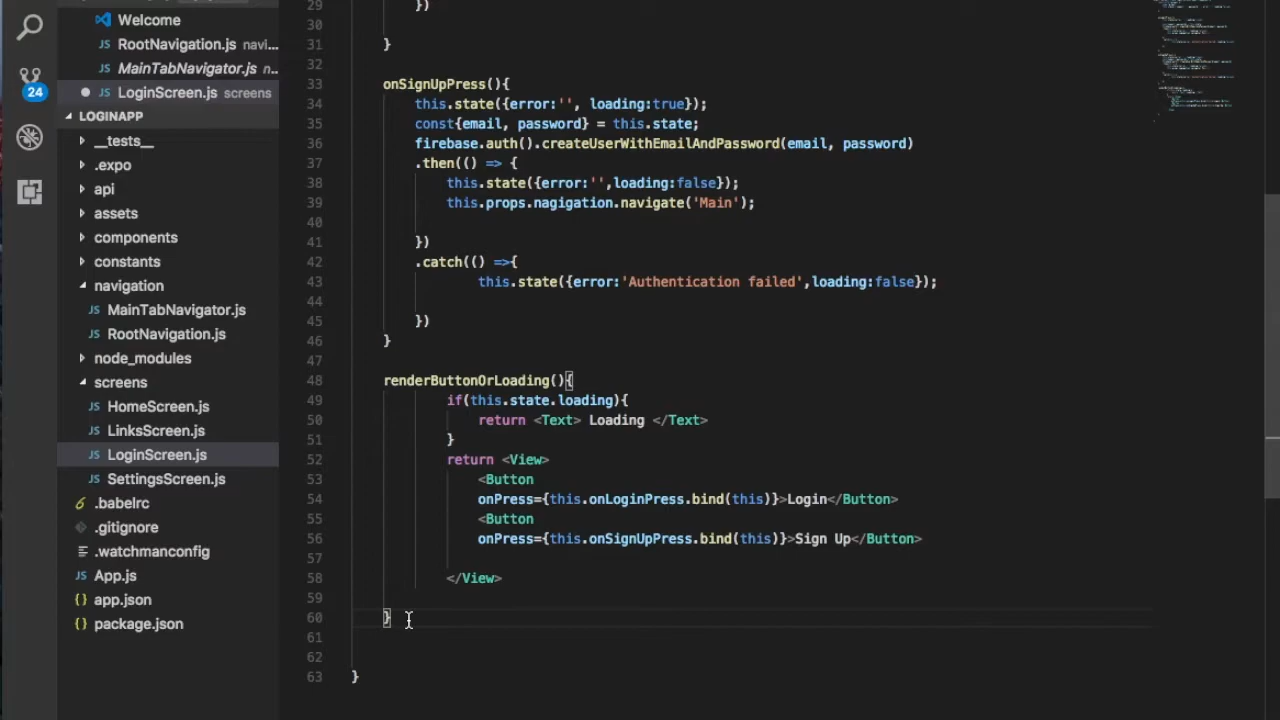 Welcome
RootNavigation.js navi...
MainTabNavigator.js n...
LoginScreen.js screens
24
LOGINAPP
__tests__
.expo
api
assets
components
constants
navigation
MainTabNavigator.js
RootNavigation.js
node_modules
screens
HomeScreen.js
LinksScreen.js
LoginScreen.js
SettingsScreen.js
.babelrc
.gitignore
.watchmanconfig
App.js
app.json
package.json
29 })
30
31 }
32
33 onSignUpPress(){
34 this.state({error:'', loading:true});
35 const{email, password} = this.state;
36 firebase.auth().createUserWithEmailAndPassword(email, password)
37 .then(() => {
38 this.state({error:'',loading:false});
39 this.props.nagigation.navigate('Main');
40
41 })
42 .catch(() =>{
43 this.state({error:'Authentication failed',loading:false});
44
45 })
46 }
47
48 renderButtonOrLoading(){
49 if(this.state.loading){
50 return <Text> Loading </Text>
51 }
52 return <View>
53 <Button
54 onPress={this.onLoginPress.bind(this)}>Login</Button>
55 <Button
56 onPress={this.onSignUpPress.bind(this)}>Sign Up</Button>
57
58 </View>
59
60 }
61
62
63 }